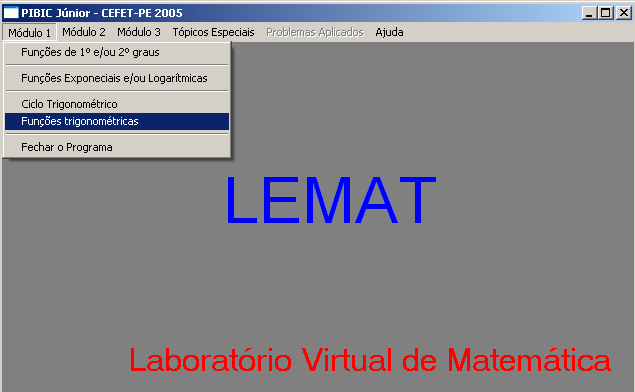 PIBIC Júnior - CEFET-PE 2005
Módulo 1 Módulo 2 Módulo 3 Tópicos Especiais Problemas Aplicados Ajuda
Funções de 1º e/ou 2º graus
Funções Exponeciais e/ou Logarítmicas
Ciclo Trigonométrico
Funções trigonométricas
Fechar o Programa
LEMAT
Laboratório Virtual de Matemática